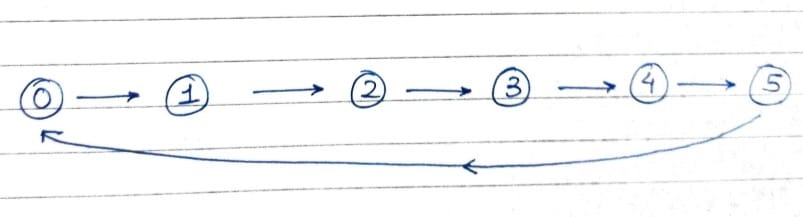 0 → 1 → 2 → 3 → 4 → 5